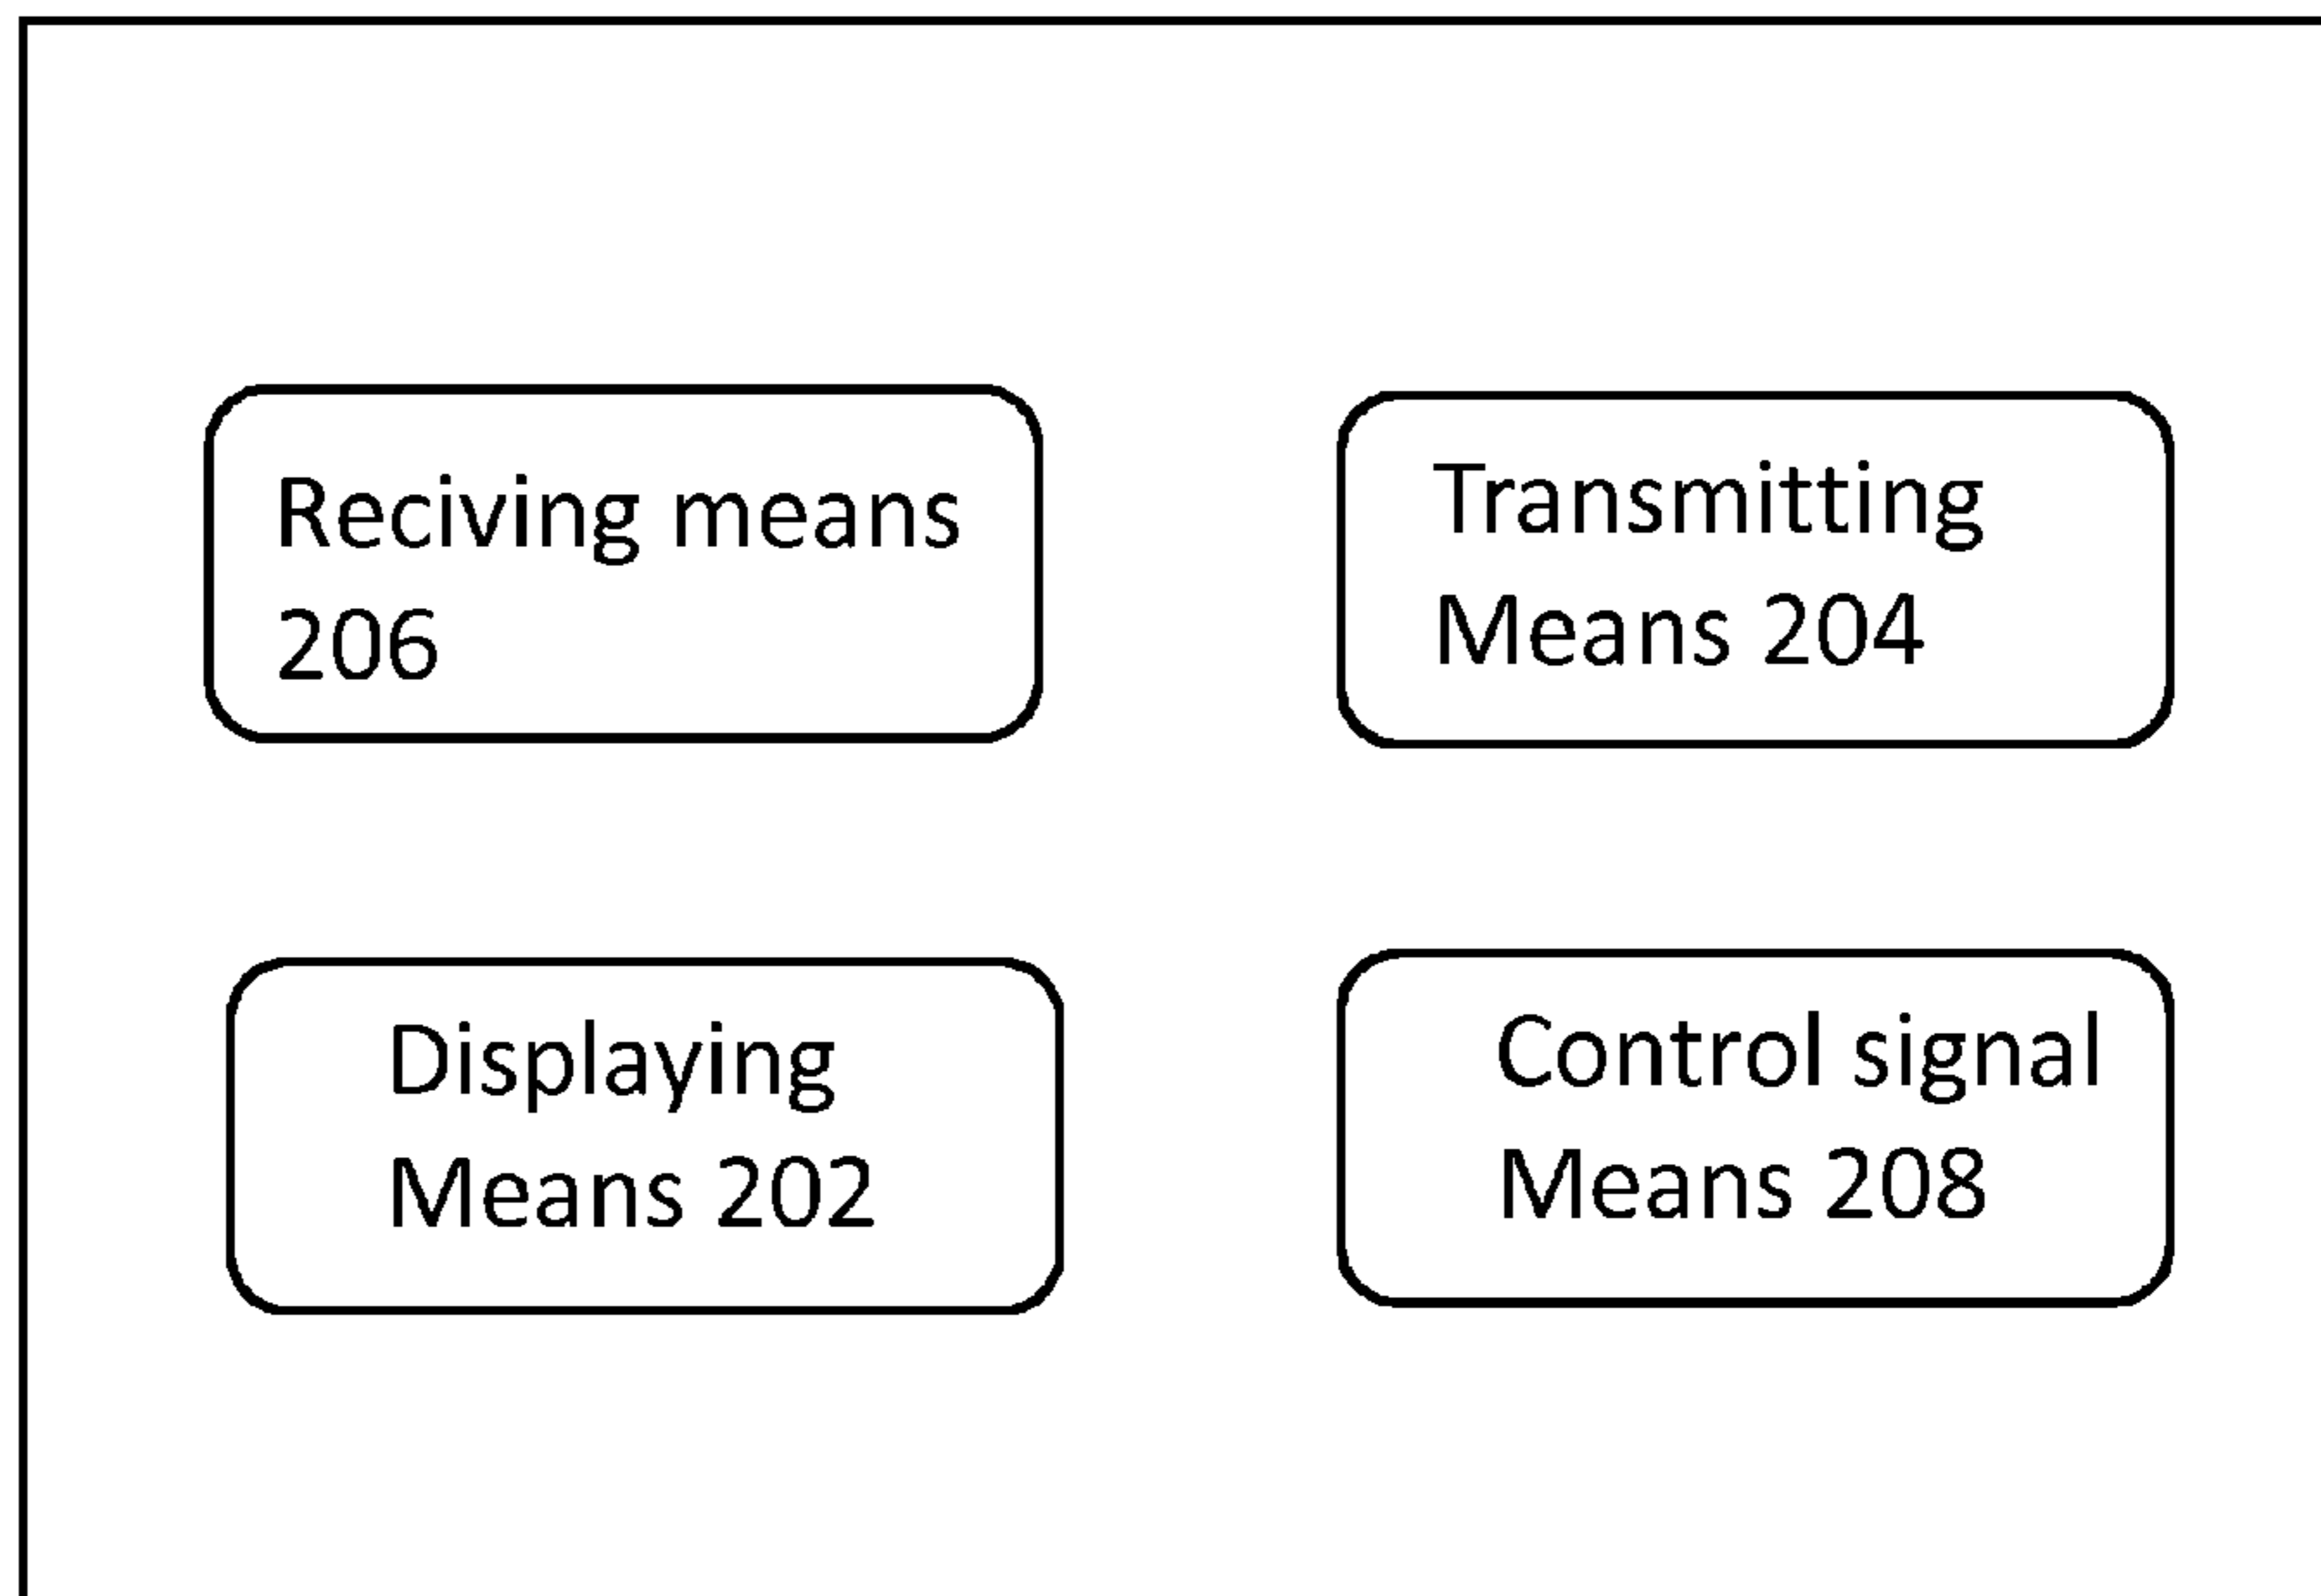 Reciving means
206
Transmitting
Means 204
Displaying
Means 202
Control signal
Means 208